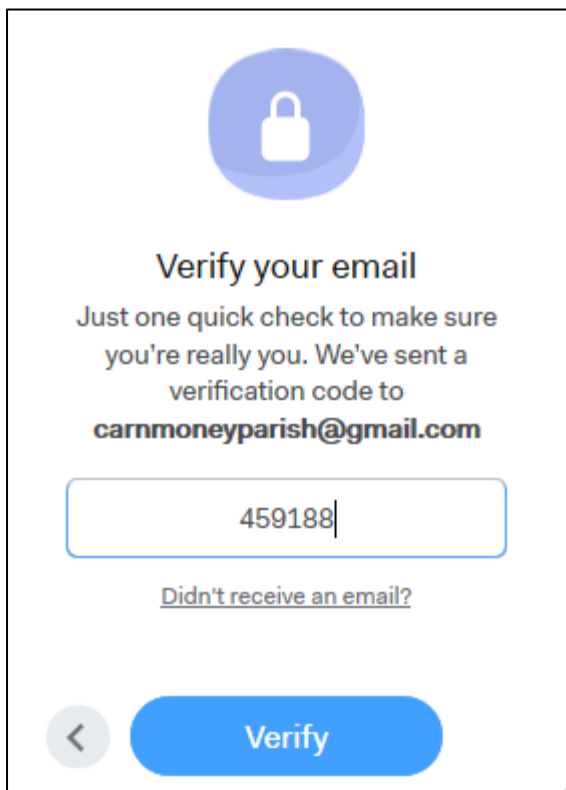 Verify your email
Just one quick check to make sure
you're really you. We've sent a
verification code to
carnmoneyparish@gmail.com
459188
Didn't receive an email?
Verify